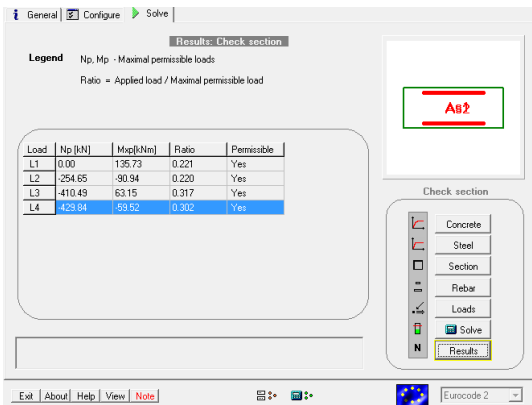 i General Configure Solve
Results: Check section
Legend Np, Mp - Maximal permissible loads
Ratio = Applied load / Maximal permissible load
Load Np [kN] Mxp[kNm] Ratio Permissible
L1 0.00 135.73 0.221 Yes
L2 -254.65 -90.94 0.220 Yes
L3 -410.49 63.15 0.317 Yes
L4 -429.84 -59.52 0.302 Yes
Check section
Concrete
Steel
Section
Rebar
Loads
Solve
N Results
Exit About Help View Note
Eurocode 2